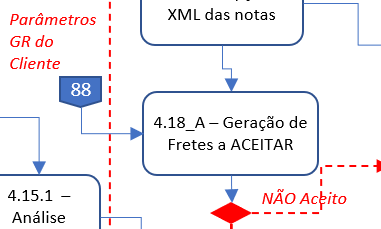 Parâmetros
GR do
Cliente
XML das notas
88
4.18_A – Geração de
Fretes a ACEITAR
4.15.1 –
Análise
NÃO Aceito